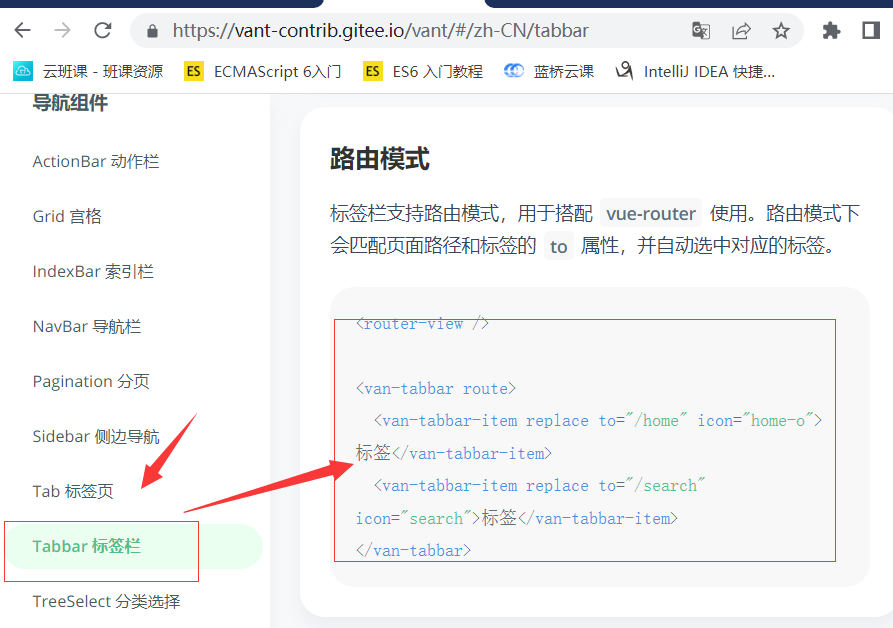 https://vant-contrib.gitee.io/vant/#/zh-CN/tabbar
云班课 - 班课资源
ES
ECMAScript 6入门
ES
ES6 入门教程
蓝桥云课
IntelliJ IDEA 快捷...
导航组件
ActionBar 动作栏
Grid 宫格
IndexBar 索引栏
NavBar 导航栏
Pagination 分页
Sidebar 侧边导航
Tab 标签页
Tabbar 标签栏
TreeSelect 分类选择
路由模式
标签栏支持路由模式，用于搭配 vue-router 使用。路由模式下
会匹配页面路径和标签的 to 属性，并自动选中对应的标签。
<router-view />
<van-tabbar route>
<van-tabbar-item replace to="/home" icon="home-o">
标签</van-tabbar-item>
<van-tabbar-item replace to="/search"
icon="search">标签</van-tabbar-item>
</van-tabbar>